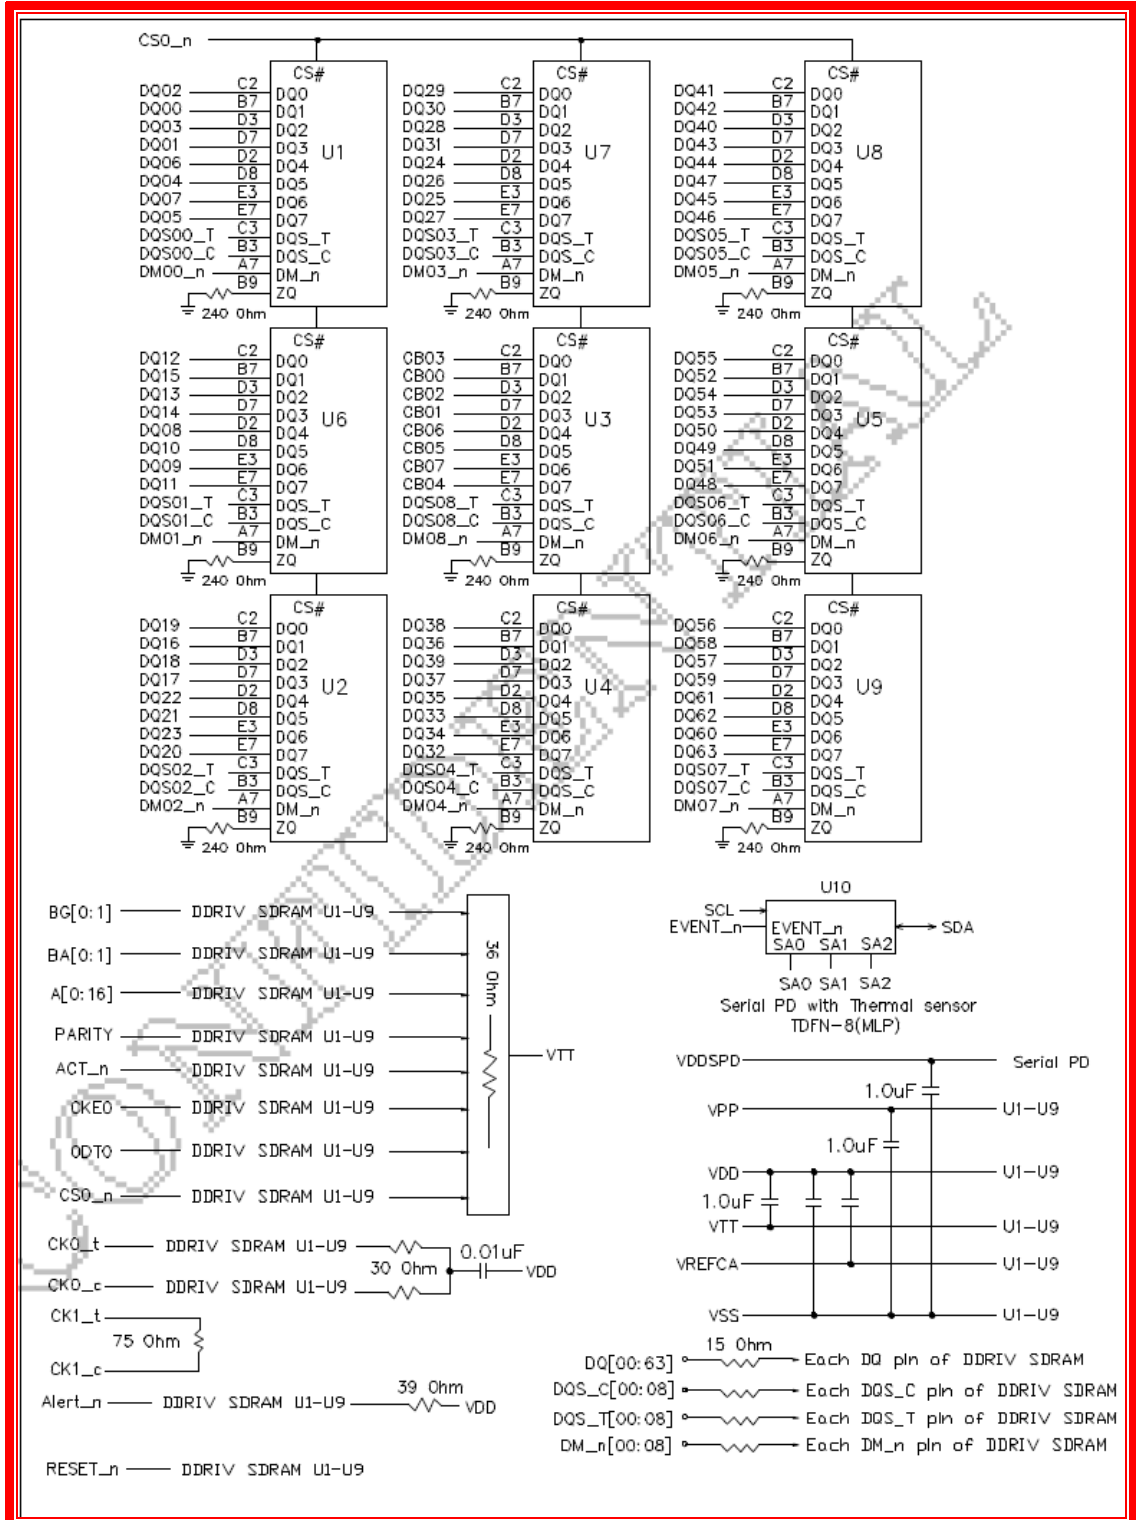 CS0_n
CS#
DQ02 C2 DQ0
DQ00 B7 DQ1
DQ03 D3 DQ2
DQ01 D7 DQ3
U1
DQ06 D2 DQ4
DQ04 D8 DQ5
DQ07 E3 DQ6
DQ05 E7 DQ7
DQS00_T C3 DQS_T
DQS00_C B3 DQS_C
DM00_n A7 DM_n
B9 ZQ
240 Ohm
CS#
DQ29 C2 DQ0
DQ30 B7 DQ1
DQ28 D3 DQ2
DQ31 D7 DQ3
U7
DQ24 D2 DQ4
DQ26 D8 DQ5
DQ25 E3 DQ6
DQ27 E7 DQ7
DQS03_T C3 DQS_T
DQS03_C B3 DQS_C
DM03_n A7 DM_n
B9 ZQ
240 Ohm
CS#
DQ41 C2 DQ0
DQ42 B7 DQ1
DQ40 D3 DQ2
DQ43 D7 DQ3
U8
DQ44 D2 DQ4
DQ47 D8 DQ5
DQ45 E3 DQ6
DQ46 E7 DQ7
DQS05_T C3 DQS_T
DQS05_C B3 DQS_C
DM05_n A7 DM_n
B9 ZQ
240 Ohm
CS#
DQ12 C2 DQ0
DQ15 B7 DQ1
DQ13 D3 DQ2
DQ14 D7 DQ3
U6
DQ08 D2 DQ4
DQ10 D8 DQ5
DQ09 E3 DQ6
DQ11 E7 DQ7
DQS01_T C3 DQS_T
DQS01_C B3 DQS_C
DM01_n A7 DM_n
B9 ZQ
240 Ohm
CS#
CB03 C2 DQ0
CB00 B7 DQ1
CB02 D3 DQ2
CB01 D7 DQ3
U3
CB06 D2 DQ4
CB05 D8 DQ5
CB07 E3 DQ6
CB04 E7 DQ7
DQS08_T C3 DQS_T
DQS08_C B3 DQS_C
DM08_n A7 DM_n
B9 ZQ
240 Ohm
CS#
DQ55 C2 DQ0
DQ52 B7 DQ1
DQ54 D3 DQ2
DQ53 D7 DQ3
U5
DQ50 D2 DQ4
DQ49 D8 DQ5
DQ51 E3 DQ6
DQ48 E7 DQ7
DQS06_T C3 DQS_T
DQS06_C B3 DQS_C
DM06_n A7 DM_n
B9 ZQ
240 Ohm
CS#
DQ19 C2 DQ0
DQ16 B7 DQ1
DQ18 D3 DQ2
DQ17 D7 DQ3
U2
DQ22 D2 DQ4
DQ21 D8 DQ5
DQ23 E3 DQ6
DQ20 E7 DQ7
DQS02_T C3 DQS_T
DQS02_C B3 DQS_C
DM02_n A7 DM_n
B9 ZQ
240 Ohm
CS#
DQ38 C2 DQ0
DQ36 B7 DQ1
DQ39 D3 DQ2
DQ37 D7 DQ3
U4
DQ35 D2 DQ4
DQ33 D8 DQ5
DQ34 E3 DQ6
DQ32 E7 DQ7
DQS04_T C3 DQS_T
DQS04_C B3 DQS_C
DM04_n A7 DM_n
B9 ZQ
240 Ohm
CS#
DQ56 C2 DQ0
DQ58 B7 DQ1
DQ57 D3 DQ2
DQ59 D7 DQ3
U9
DQ61 D2 DQ4
DQ62 D8 DQ5
DQ60 E3 DQ6
DQ63 E7 DQ7
DQS07_T C3 DQS_T
DQS07_C B3 DQS_C
DM07_n A7 DM_n
B9 ZQ
240 Ohm
BG[0:1] DDRIV SDRAM U1-U9
BA[0:1] DDRIV SDRAM U1-U9
A[0:16] DDRIV SDRAM U1-U9
PARITY DDRIV SDRAM U1-U9
ACT_n DDRIV SDRAM U1-U9
CKE0 DDRIV SDRAM U1-U9
ODT0 DDRIV SDRAM U1-U9
CS0_n DDRIV SDRAM U1-U9
36 Ohm
VTT
CK0_t DDRIV SDRAM U1-U9
30 Ohm
0.01uF
VDD
CK0_c DDRIV SDRAM U1-U9
CK1_t
75 Ohm
CK1_c
39 Ohm
Alert_n DDRIV SDRAM U1-U9 VDD
RESET_n DDRIV SDRAM U1-U9
U10
SCL
EVENT_n EVENT_n SDA
SA0 SA1 SA2
SA0 SA1 SA2
Serial PD with Thermal sensor
TDFN-8(MLP)
VDDSPD Serial PD
1.0uF
VPP U1-U9
1.0uF
VDD U1-U9
1.0uF
VTT U1-U9
VREFCA U1-U9
VSS U1-U9
15 Ohm
DQ[00:63] Each DQ pin of DDRIV SDRAM
DQS_C[00:08] Each DQS_C pin of DDRIV SDRAM
DQS_T[00:08] Each DQS_T pin of DDRIV SDRAM
DM_n[00:08] Each DM_n pin of DDRIV SDRAM
CONFIDENTIAL